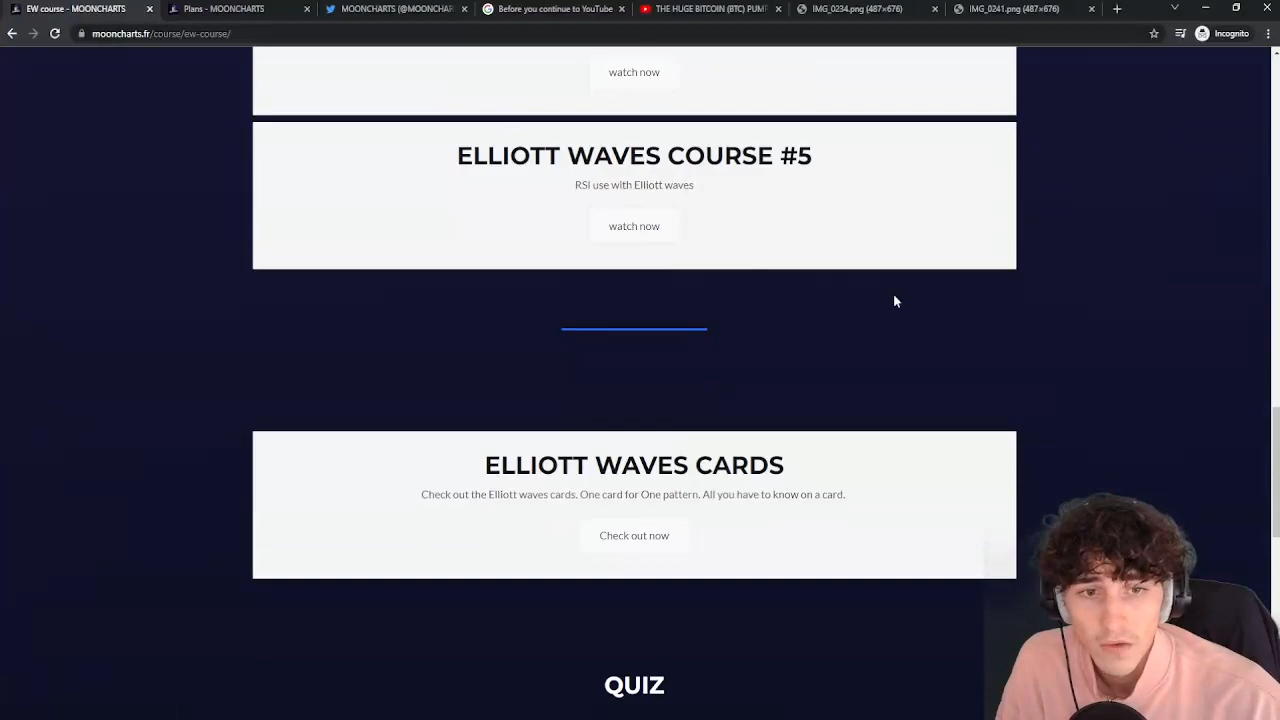 EW course - MOONCHARTS
Plans - MOONCHARTS
MOONCHARTS (@MOONCHAR
Before you continue to YouTube
THE HUGE BITCOIN (BTC) PUMP
IMG_0234.png (487×676)
IMG_0241.png (487×676)
mooncharts.fr/course/ew-course/
Incognito
watch now
ELLIOTT WAVES COURSE #5
RSI use with Elliott waves
watch now
ELLIOTT WAVES CARDS
Check out the Elliott waves cards. One card for One pattern. All you have to know on a card.
Check out now
QUIZ